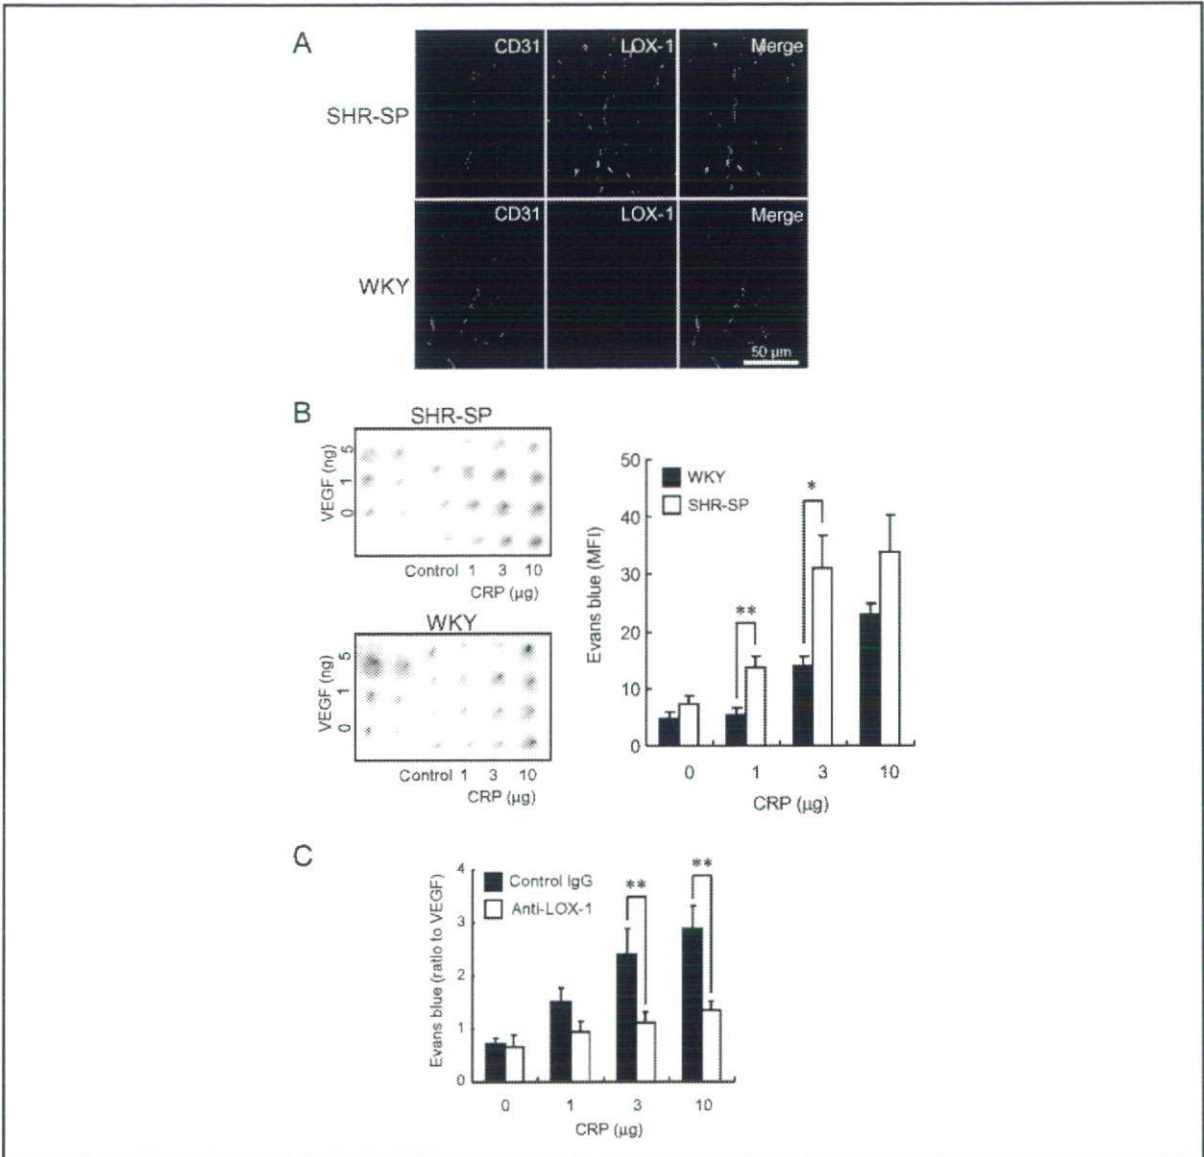 A
CD31 LOX-1 Merge
SHR-SP
CD31 LOX-1 Merge
WKY
50 μm
B
SHR-SP
VEGF (ng)
5
1
0
Control 1 3 10
CRP (μg)
WKY
VEGF (ng)
5
1
0
Control 1 3 10
CRP (μg)
Evans blue (MFI)
50
40
30
20
10
0
WKY
SHR-SP
**
*
0 1 3 10
CRP (μg)
C
Evans blue (ratio to VEGF)
4
3
2
1
0
Control IgG
Anti-LOX-1
**
**
0 1 3 10
CRP (μg)